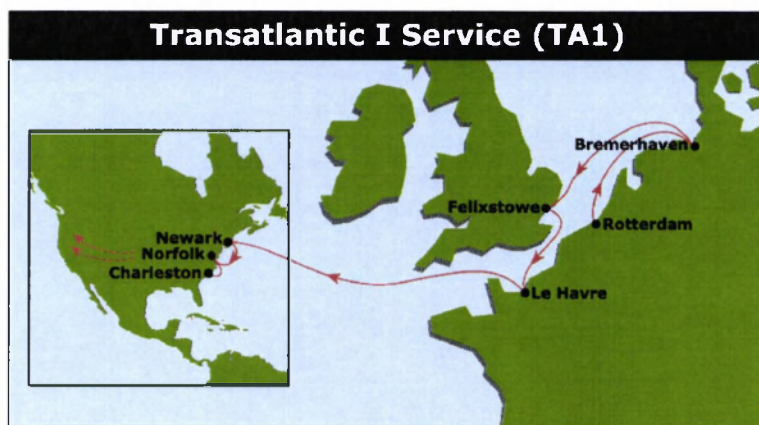 Transatlantic I Service (TA1)
Bremerhaven
Felixstowe
Rotterdam
Newark
Norfolk
Charleston
Le Havre